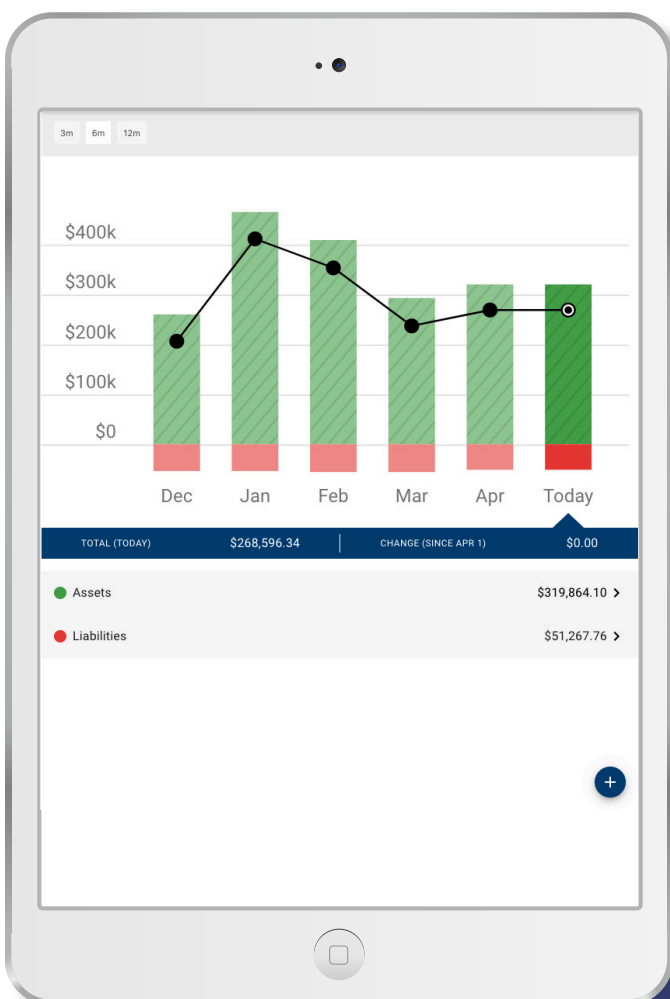 3m 6m 12m
$400k
$300k
$200k
$100k
$0
Dec Jan Feb Mar Apr Today
TOTAL (TODAY) $268,596.34 CHANGE (SINCE APR 1) $0.00
Assets $319,864.10
Liabilities $51,267.76